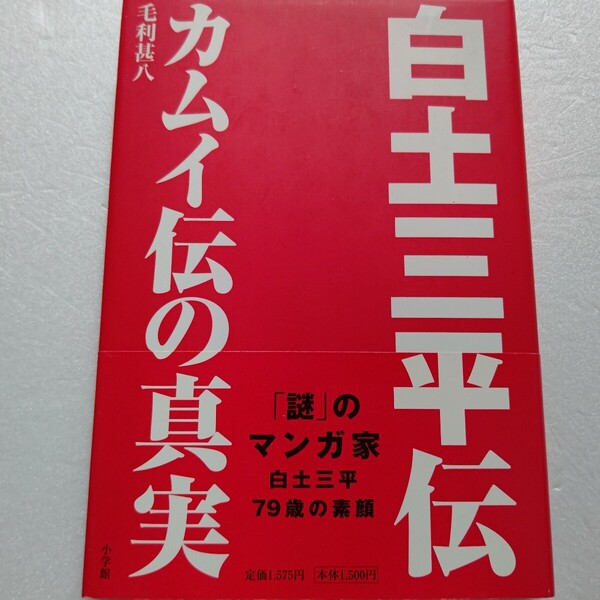 白土三平伝
カムイ伝の真実
毛利甚八
「謎」の
マンガ家
白土三平
79歳の素顔
定価1,575円 本体1,500円
小学館